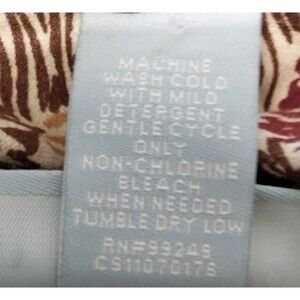 MACHINE
WASH COLD
WITH MILD
DETERGENT
GENTLE CYCLE
ONLY
NON-CHLORINE
BLEACH
WHEN NEEDED
TUMBLE DRY LOW
RN#99249
CS11070176